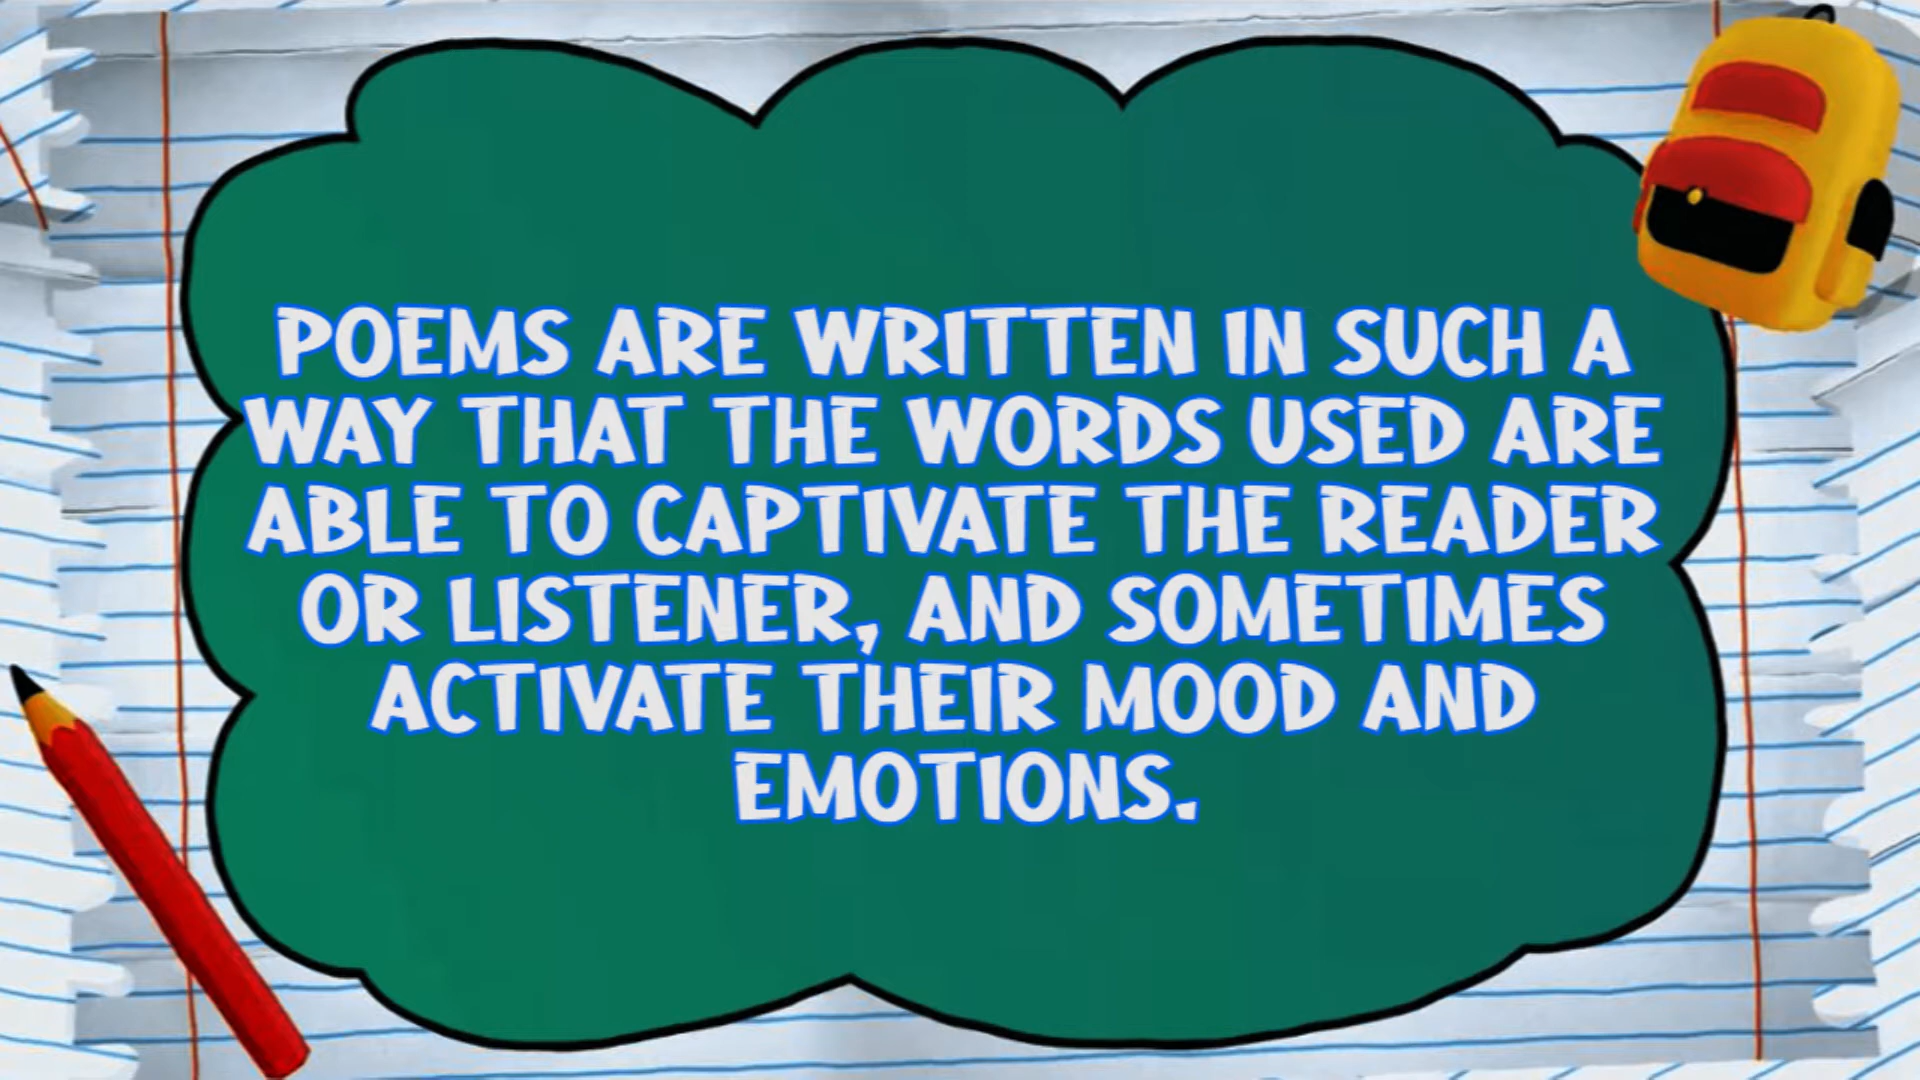 POEMS ARE WRITTEN IN SUCH A
WAY THAT THE WORDS USED ARE
ABLE TO CAPTIVATE THE READER
OR LISTENER, AND SOMETIMES
ACTIVATE THEIR MOOD AND
EMOTIONS.